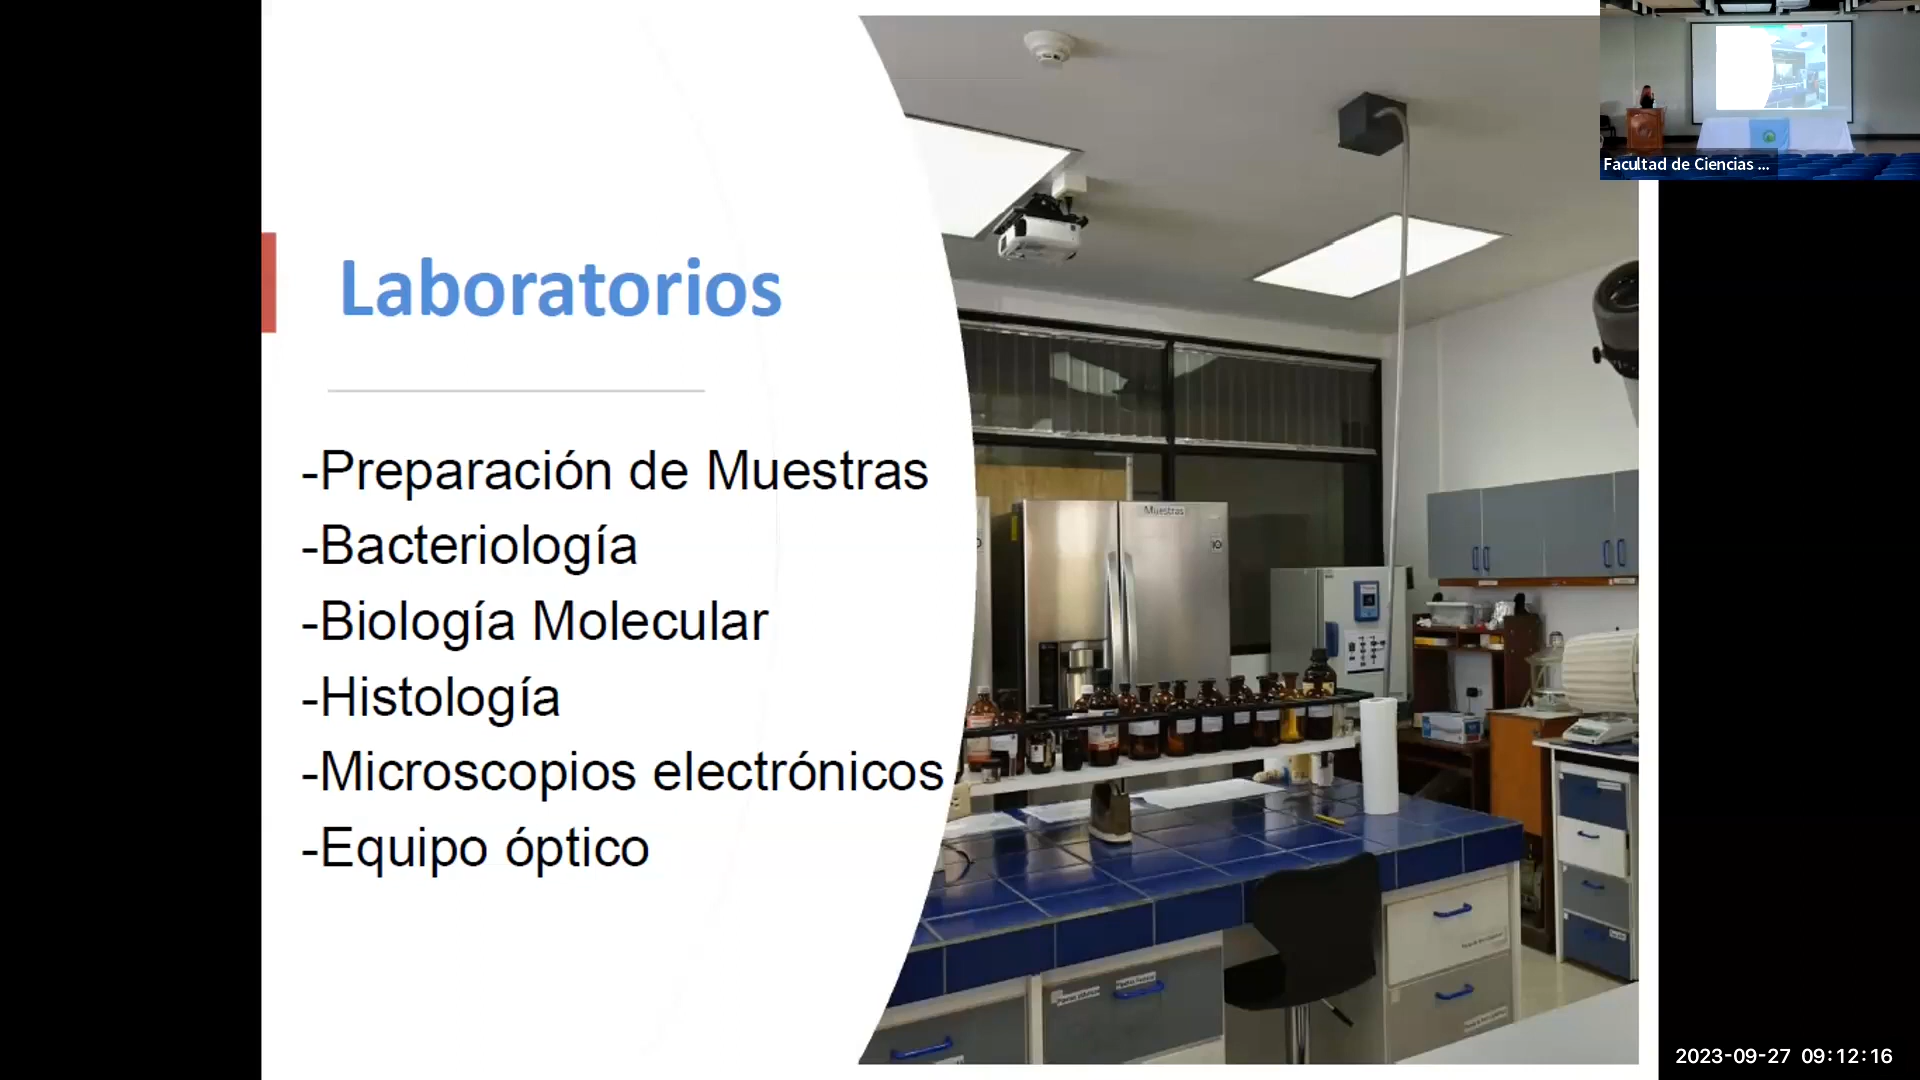 Laboratorios
-Preparación de Muestras
-Bacteriología
-Biología Molecular
-Histología
-Microscopios electrónicos
-Equipo óptico
Muestras
Facultad de Ciencias ...
2023-09-27 09:12:16